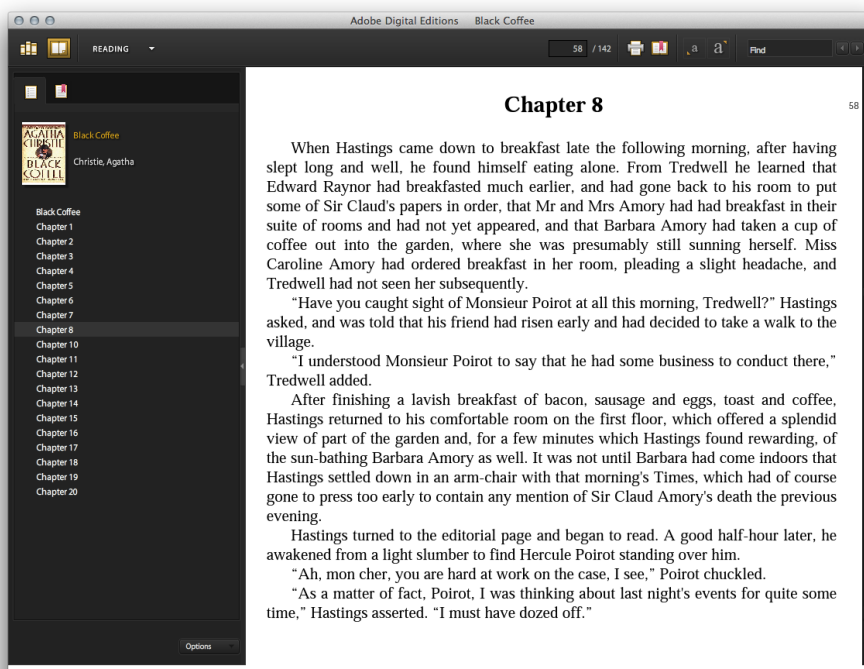 Adobe Digital Editions Black Coffee
READING
58 / 142
a a
Find
AGATHA
CHRISTIE
BLACK
COFFEE
Black Coffee
Christie, Agatha
Black Coffee
Chapter 1
Chapter 2
Chapter 3
Chapter 4
Chapter 5
Chapter 6
Chapter 7
Chapter 8
Chapter 10
Chapter 11
Chapter 12
Chapter 13
Chapter 14
Chapter 15
Chapter 16
Chapter 17
Chapter 18
Chapter 19
Chapter 20
Options
Chapter 8
58
When Hastings came down to breakfast late the following morning, after having
slept long and well, he found himself eating alone. From Tredwell he learned that
Edward Raynor had breakfasted much earlier, and had gone back to his room to put
some of Sir Claud's papers in order, that Mr and Mrs Amory had had breakfast in their
suite of rooms and had not yet appeared, and that Barbara Amory had taken a cup of
coffee out into the garden, where she was presumably still sunning herself. Miss
Caroline Amory had ordered breakfast in her room, pleading a slight headache, and
Tredwell had not seen her subsequently.
“Have you caught sight of Monsieur Poirot at all this morning, Tredwell?” Hastings
asked, and was told that his friend had risen early and had decided to take a walk to the
village.
“I understood Monsieur Poirot to say that he had some business to conduct there,”
Tredwell added.
After finishing a lavish breakfast of bacon, sausage and eggs, toast and coffee,
Hastings returned to his comfortable room on the first floor, which offered a splendid
view of part of the garden and, for a few minutes which Hastings found rewarding, of
the sun-bathing Barbara Amory as well. It was not until Barbara had come indoors that
Hastings settled down in an arm-chair with that morning's Times, which had of course
gone to press too early to contain any mention of Sir Claud Amory's death the previous
evening.
Hastings turned to the editorial page and began to read. A good half-hour later, he
awakened from a light slumber to find Hercule Poirot standing over him.
“Ah, mon cher, you are hard at work on the case, I see,” Poirot chuckled.
“As a matter of fact, Poirot, I was thinking about last night's events for quite some
time,” Hastings asserted. “I must have dozed off.”